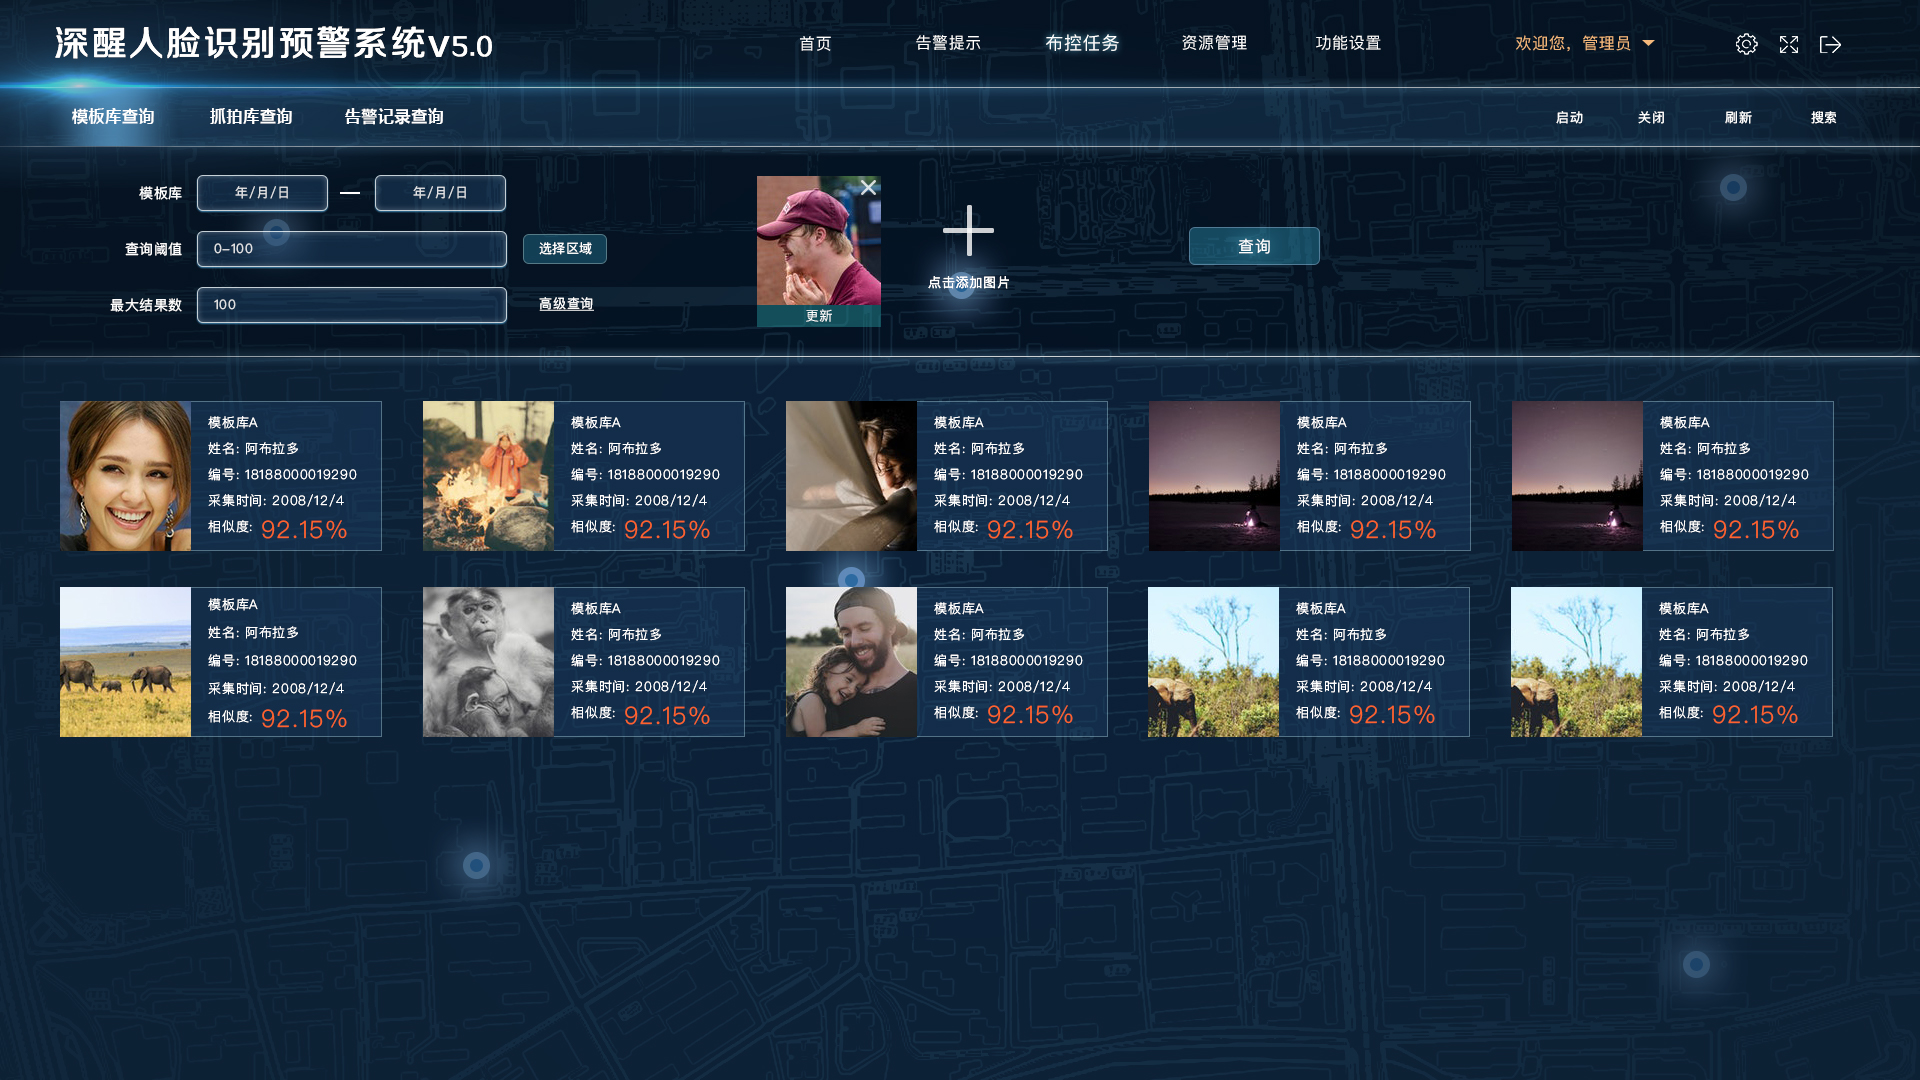 深醒人脸识别预警系统V5.0
首页 告警提示 布控任务 资源管理 功能设置 欢迎您，管理员
模板库查询 抓拍库查询 告警记录查询 启动 关闭 刷新 搜索
模板库 年/月/日 — 年/月/日
查询阈值 0-100 选择区域
最大结果数 100 高级查询
更新
点击添加图片
查询
模板库A
姓名: 阿布拉多
编号: 18188000019290
采集时间: 2008/12/4
相似度: 92.15%
模板库A
姓名: 阿布拉多
编号: 18188000019290
采集时间: 2008/12/4
相似度: 92.15%
模板库A
姓名: 阿布拉多
编号: 18188000019290
采集时间: 2008/12/4
相似度: 92.15%
模板库A
姓名: 阿布拉多
编号: 18188000019290
采集时间: 2008/12/4
相似度: 92.15%
模板库A
姓名: 阿布拉多
编号: 18188000019290
采集时间: 2008/12/4
相似度: 92.15%
模板库A
姓名: 阿布拉多
编号: 18188000019290
采集时间: 2008/12/4
相似度: 92.15%
模板库A
姓名: 阿布拉多
编号: 18188000019290
采集时间: 2008/12/4
相似度: 92.15%
模板库A
姓名: 阿布拉多
编号: 18188000019290
采集时间: 2008/12/4
相似度: 92.15%
模板库A
姓名: 阿布拉多
编号: 18188000019290
采集时间: 2008/12/4
相似度: 92.15%
模板库A
姓名: 阿布拉多
编号: 18188000019290
采集时间: 2008/12/4
相似度: 92.15%